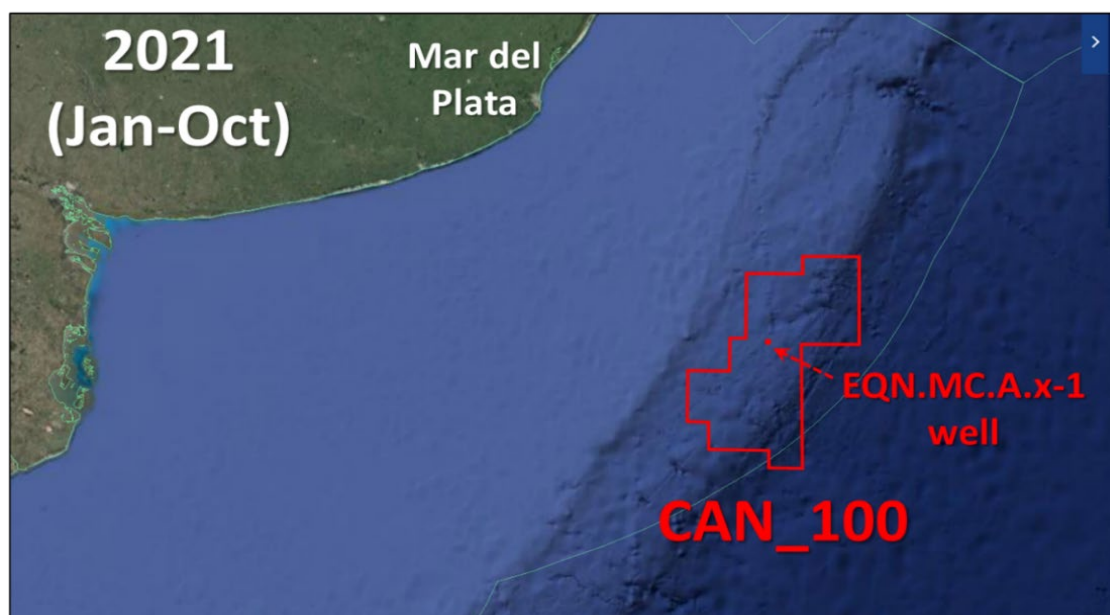 2021
(Jan-Oct)
Mar del
Plata
EQN.MC.A.x-1
well
CAN_100